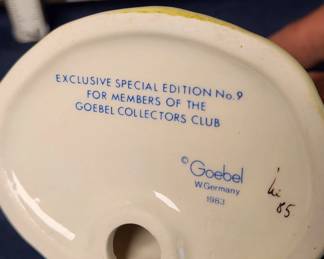 EXCLUSIVE SPECIAL EDITION No. 9
FOR MEMBERS OF THE
GOEBEL COLLECTORS CLUB
© Goebel
W. Germany
1983
85